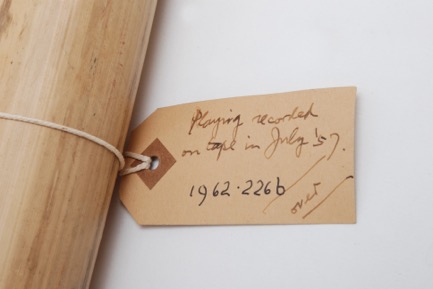 Playing recorded
on tape in July '57.
1962.226b
over